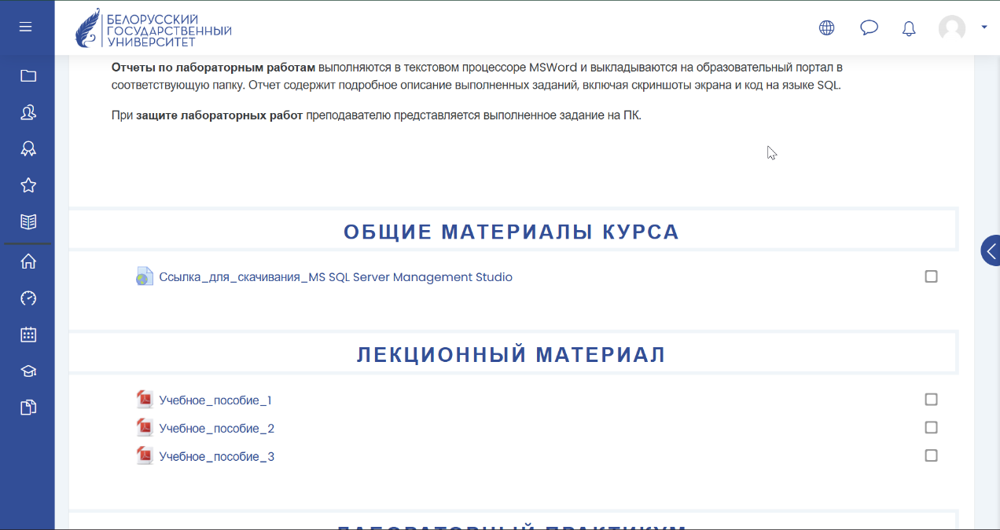 БЕЛОРУССКИЙ
ГОСУДАРСТВЕННЫЙ
УНИВЕРСИТЕТ
Отчеты по лабораторным работам выполняются в текстовом процессоре MSWord и выкладываются на образовательный портал в
соответствующую папку. Отчет содержит подробное описание выполненных заданий, включая скриншоты экрана и код на языке SQL.
При защите лабораторных работ преподавателю представляется выполненное задание на ПК.
ОБЩИЕ МАТЕРИАЛЫ КУРСА
Ссылка_для_скачивания_MS SQL Server Management Studio
ЛЕКЦИОННЫЙ МАТЕРИАЛ
Учебное_пособие_1
Учебное_пособие_2
Учебное_пособие_3
ЛАБОРАТОРНЫЙ ПРАКТИКУМ